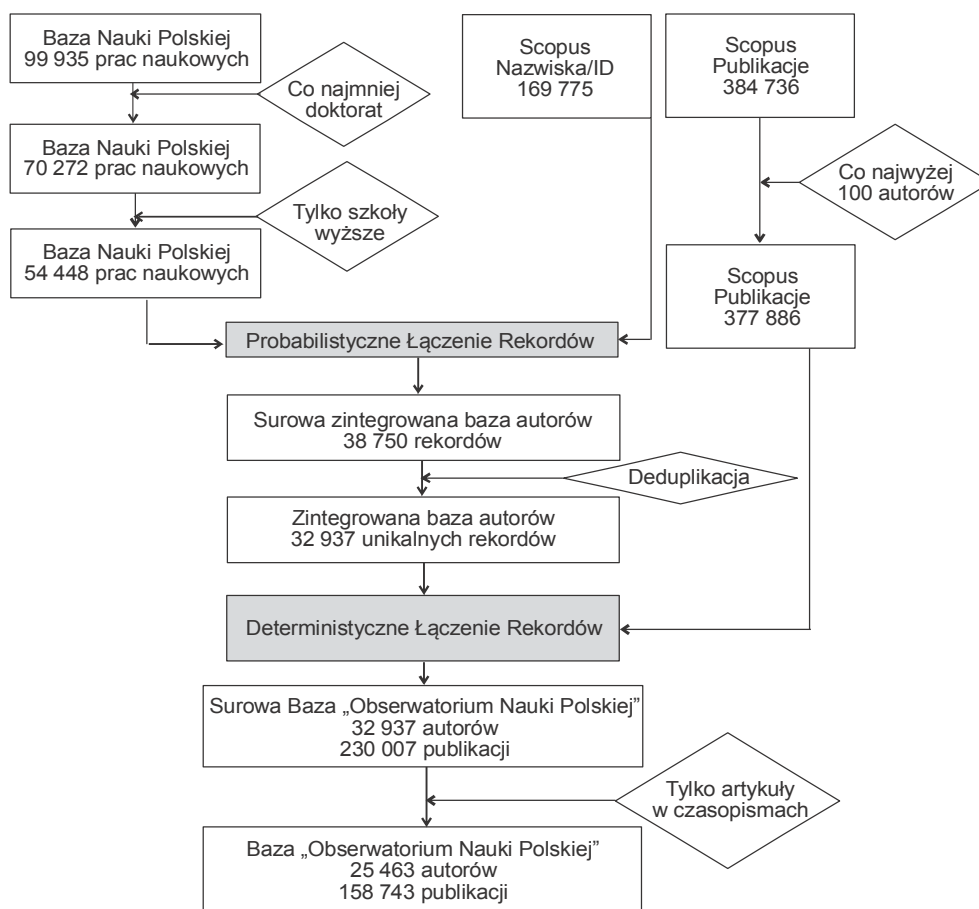 Baza Nauki Polskiej
99 935 prac naukowych
Co najmniej
doktorat
Baza Nauki Polskiej
70 272 prac naukowych
Tylko szkoły
wyższe
Baza Nauki Polskiej
54 448 prac naukowych
Scopus
Nazwiska/ID
169 775
Scopus
Publikacje
384 736
Co najwyżej
100 autorów
Scopus
Publikacje
377 886
Probabilistyczne Łączenie Rekordów
Surowa zintegrowana baza autorów
38 750 rekordów
Deduplikacja
Zintegrowana baza autorów
32 937 unikalnych rekordów
Deterministyczne Łączenie Rekordów
Surowa Baza „Obserwatorium Nauki Polskiej”
32 937 autorów
230 007 publikacji
Tylko artykuły
w czasopismach
Baza „Obserwatorium Nauki Polskiej”
25 463 autorów
158 743 publikacji